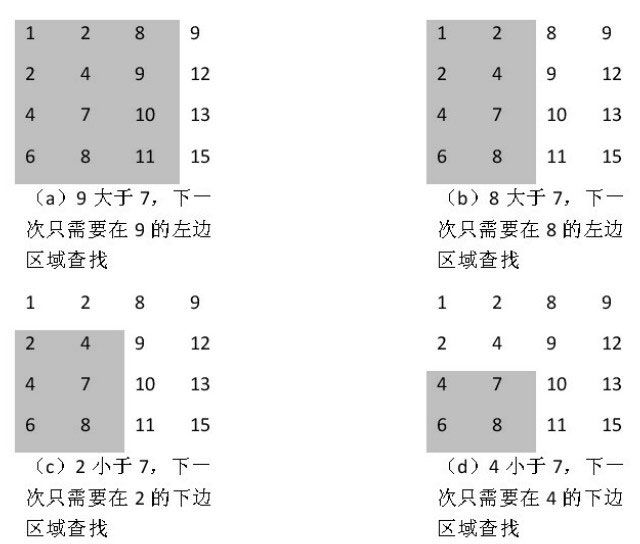 1 2 8 9
2 4 9 12
4 7 10 13
6 8 11 15
（a）9 大于 7，下一
次只需要在 9 的左边
区域查找
1 2 8 9
2 4 9 12
4 7 10 13
6 8 11 15
（b）8 大于 7，下一
次只需要在 8 的左边
区域查找
1 2 8 9
2 4 9 12
4 7 10 13
6 8 11 15
（c）2 小于 7，下一
次只需要在 2 的下边
区域查找
1 2 8 9
2 4 9 12
4 7 10 13
6 8 11 15
（d）4 小于 7，下一
次只需要在 4 的下边
区域查找